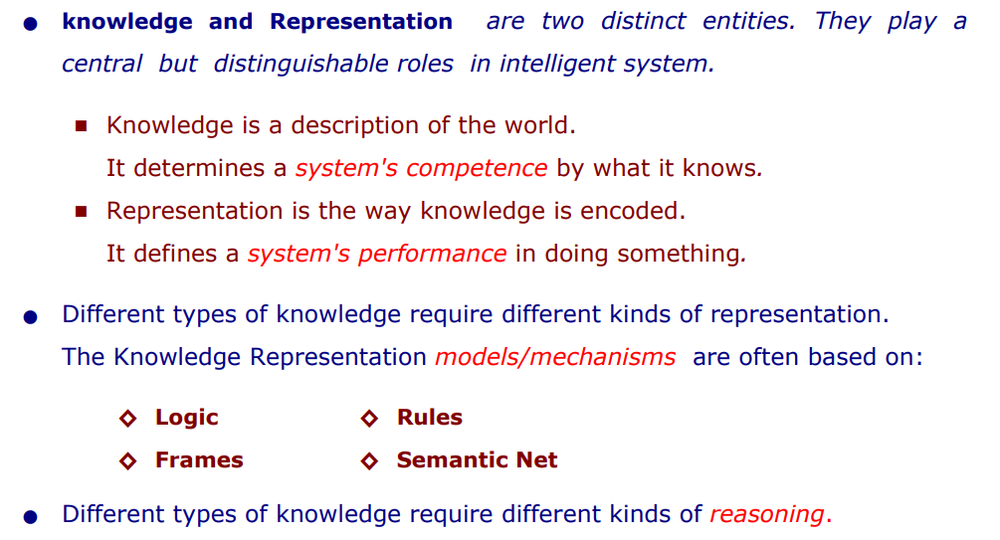 ● knowledge and Representation are two distinct entities. They play a
central but distinguishable roles in intelligent system.
■ Knowledge is a description of the world.
It determines a system's competence by what it knows.
■ Representation is the way knowledge is encoded.
It defines a system's performance in doing something.
● Different types of knowledge require different kinds of representation.
The Knowledge Representation models/mechanisms are often based on:
◇ Logic ◇ Rules
◇ Frames ◇ Semantic Net
● Different types of knowledge require different kinds of reasoning.